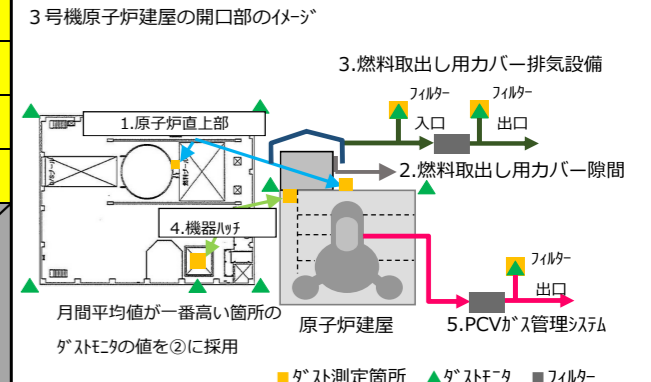 ３号機原子炉建屋の開口部のｲﾒｰｼﾞ
3.燃料取出し用カバー排気設備
ﾌｨﾙﾀｰ
ﾌｨﾙﾀｰ
入口
出口
1.原子炉直上部
2.燃料取出し用カバー隙間
4.機器ﾊｯﾁ
ﾌｨﾙﾀｰ
出口
月間平均値が一番高い箇所の
ﾀﾞｽﾄﾓﾆﾀの値を②に採用
原子炉建屋
5.PCVｶﾞｽ管理ｼｽﾃﾑ
■ﾀﾞｽﾄ測定箇所 ▲ﾀﾞｽﾄﾓﾆﾀ ■ﾌｨﾙﾀｰ